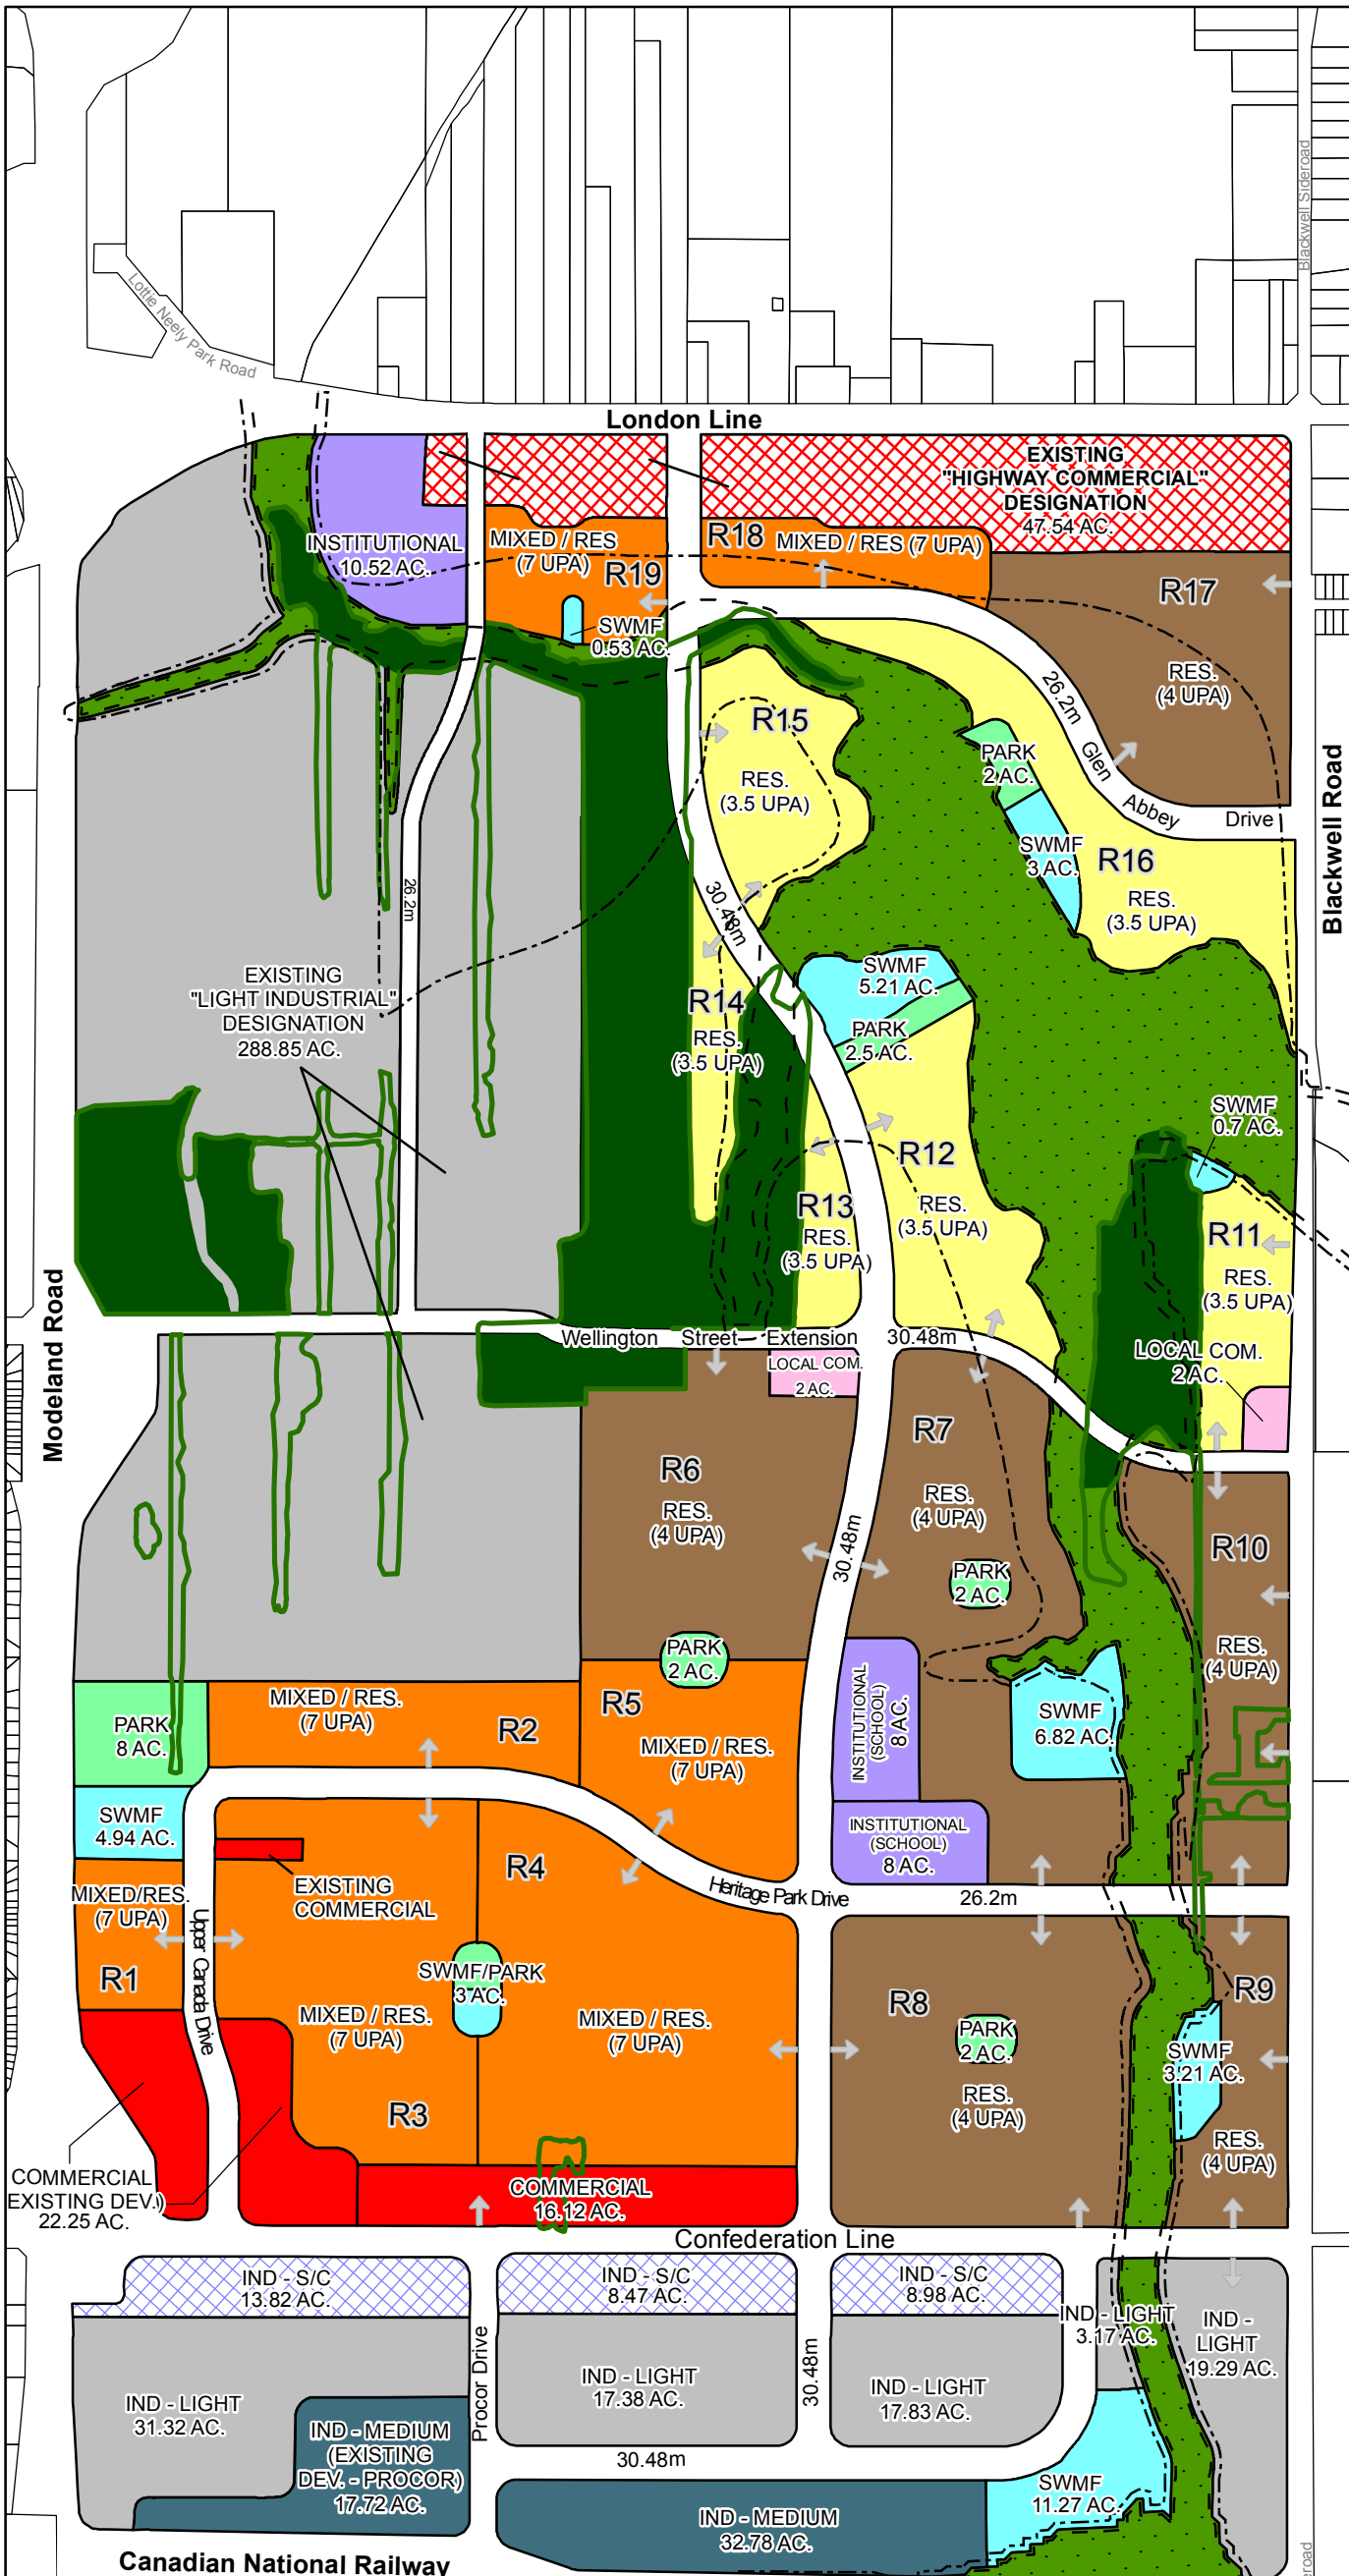 Blackwell Sideroad
Lottie Neely Park Road
London Line
EXISTING
"HIGHWAY COMMERCIAL"
DESIGNATION
47.54 AC.
INSTITUTIONAL
10.52 AC.
MIXED / RES
(7 UPA)
R19
SWMF
0.53 AC.
R18
MIXED / RES (7 UPA)
R17
RES.
(4 UPA)
R15
RES.
(3.5 UPA)
26.2m
Glen
Abbey
Drive
PARK
2 AC.
SWMF
3 AC.
R16
RES.
(3.5 UPA)
Blackwell Road
26.2m
30.48m
EXISTING
"LIGHT INDUSTRIAL"
DESIGNATION
288.85 AC.
R14
RES.
(3.5 UPA)
SWMF
5.21 AC.
PARK
2.5 AC.
SWMF
0.7 AC.
R12
RES.
(3.5 UPA)
R13
RES.
(3.5 UPA)
R11
RES.
(3.5 UPA)
Modeland Road
Wellington Street Extension 30.48m
LOCAL COM.
2 AC.
LOCAL COM.
2 AC.
R6
RES.
(4 UPA)
R7
RES.
(4 UPA)
30.48m
PARK
2 AC.
R10
RES.
(4 UPA)
PARK
2 AC.
PARK
8 AC.
MIXED / RES.
(7 UPA)
R2
R5
MIXED / RES.
(7 UPA)
INSTITUTIONAL
(SCHOOL)
8 AC.
SWMF
6.82 AC.
SWMF
4.94 AC.
INSTITUTIONAL
(SCHOOL)
8 AC.
MIXED/RES.
(7 UPA)
R1
Upper Canada Drive
EXISTING
COMMERCIAL
R4
Heritage Park Drive
26.2m
SWMF/PARK
3 AC.
MIXED / RES.
(7 UPA)
R3
MIXED / RES.
(7 UPA)
R8
PARK
2 AC.
RES.
(4 UPA)
R9
SWMF
3.21 AC.
RES.
(4 UPA)
COMMERCIAL
EXISTING DEV.)
22.25 AC.
COMMERCIAL
16.12 AC.
Confederation Line
IND - S/C
13.82 AC.
IND - S/C
8.47 AC.
IND - S/C
8.98 AC.
IND - LIGHT
3.17 AC.
IND -
LIGHT
19.29 AC.
IND - LIGHT
31.32 AC.
Procor Drive
IND - LIGHT
17.38 AC.
30.48m
IND - LIGHT
17.83 AC.
IND - MEDIUM
(EXISTING
DEV. - PROCOR)
17.72 AC.
30.48m
IND - MEDIUM
32.78 AC.
SWMF
11.27 AC.
Canadian National Railway